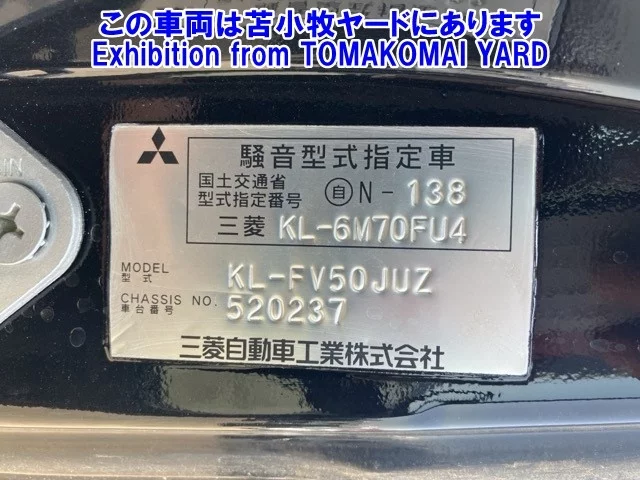 この車両は苫小牧ヤードにあります
Exhibition from TOMAKOMAI YARD
騒音型式指定車
国土交通省
型式指定番号 自N-138
三菱 KL-6M70FU4
MODEL
型式 KL-FV50JUZ
CHASSIS NO.
車台番号 520237
三菱自動車工業株式会社